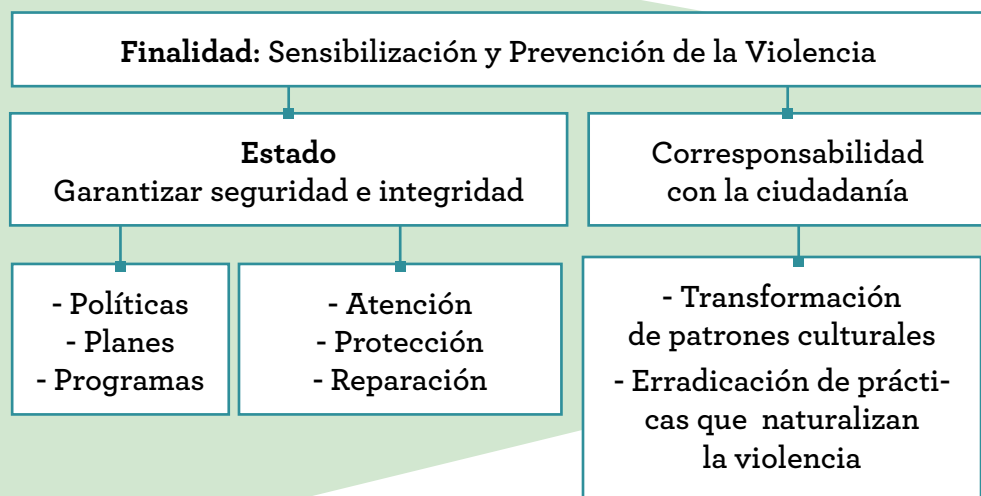 Finalidad: Sensibilización y Prevención de la Violencia
Estado
Garantizar seguridad e integridad
Corresponsabilidad
con la ciudadanía
- Políticas
- Planes
- Programas
- Atención
- Protección
- Reparación
- Transformación
de patrones culturales
- Erradicación de prácti-
cas que naturalizan
la violencia